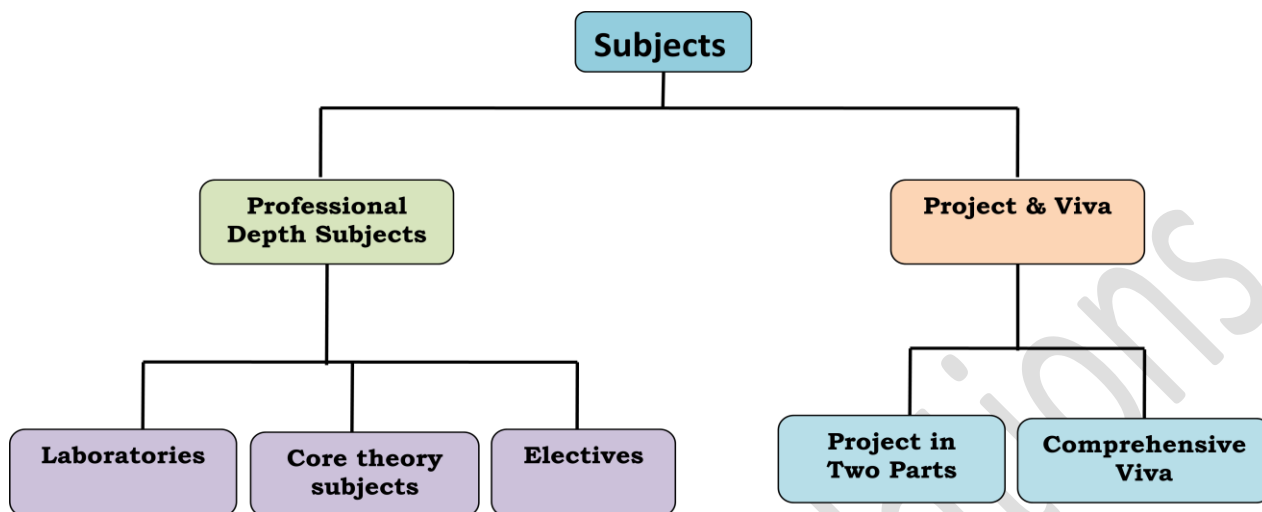 Subjects
Professional
Depth Subjects
Project & Viva
Laboratories
Core theory
subjects
Electives
Project in
Two Parts
Comprehensive
Viva